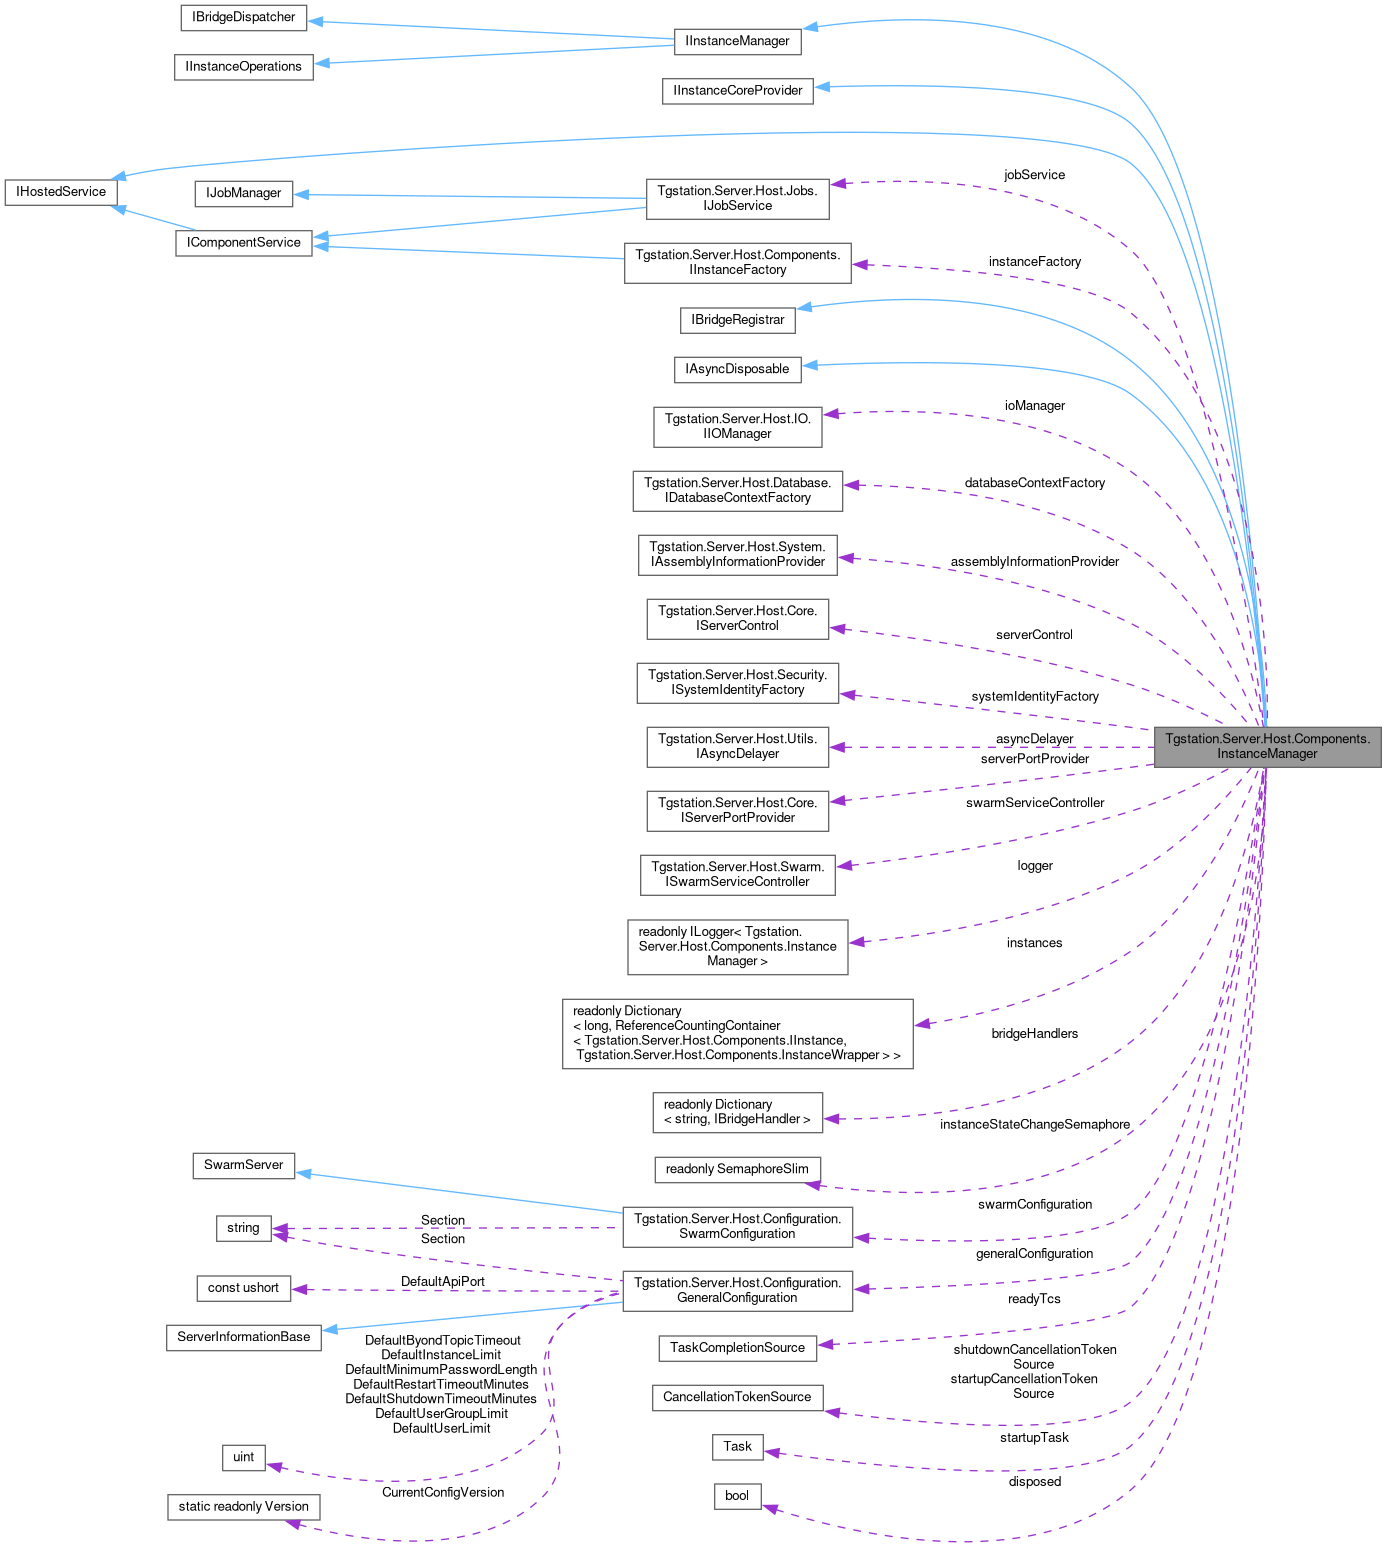 IBridgeDispatcher
IInstanceManager
IInstanceOperations
IInstanceCoreProvider
IHostedService
IJobManager
Tgstation.Server.Host.Jobs.
IJobService
jobService
IComponentService
Tgstation.Server.Host.Components.
IInstanceFactory
instanceFactory
IBridgeRegistrar
IAsyncDisposable
Tgstation.Server.Host.IO.
IIOManager
ioManager
Tgstation.Server.Host.Database.
IDatabaseContextFactory
databaseContextFactory
Tgstation.Server.Host.System.
IAssemblyInformationProvider
assemblyInformationProvider
Tgstation.Server.Host.Core.
IServerControl
serverControl
Tgstation.Server.Host.Security.
ISystemIdentityFactory
systemIdentityFactory
Tgstation.Server.Host.Utils.
IAsyncDelayer
asyncDelayer
Tgstation.Server.Host.Components.
InstanceManager
serverPortProvider
Tgstation.Server.Host.Core.
IServerPortProvider
swarmServiceController
Tgstation.Server.Host.Swarm.
ISwarmServiceController
logger
readonly ILogger< Tgstation.
Server.Host.Components.Instance
Manager >
instances
readonly Dictionary
< long, ReferenceCountingContainer
< Tgstation.Server.Host.Components.IInstance,
Tgstation.Server.Host.Components.InstanceWrapper > >
bridgeHandlers
readonly Dictionary
< string, IBridgeHandler >
instanceStateChangeSemaphore
readonly SemaphoreSlim
SwarmServer
swarmConfiguration
Tgstation.Server.Host.Configuration.
SwarmConfiguration
string
Section
Section
generalConfiguration
Tgstation.Server.Host.Configuration.
GeneralConfiguration
const ushort
DefaultApiPort
readyTcs
ServerInformationBase
TaskCompletionSource
DefaultByondTopicTimeout
DefaultInstanceLimit
DefaultMinimumPasswordLength
DefaultRestartTimeoutMinutes
DefaultShutdownTimeoutMinutes
DefaultUserGroupLimit
DefaultUserLimit
shutdownCancellationToken
Source
startupCancellationToken
Source
CancellationTokenSource
startupTask
Task
uint
disposed
bool
CurrentConfigVersion
static readonly Version